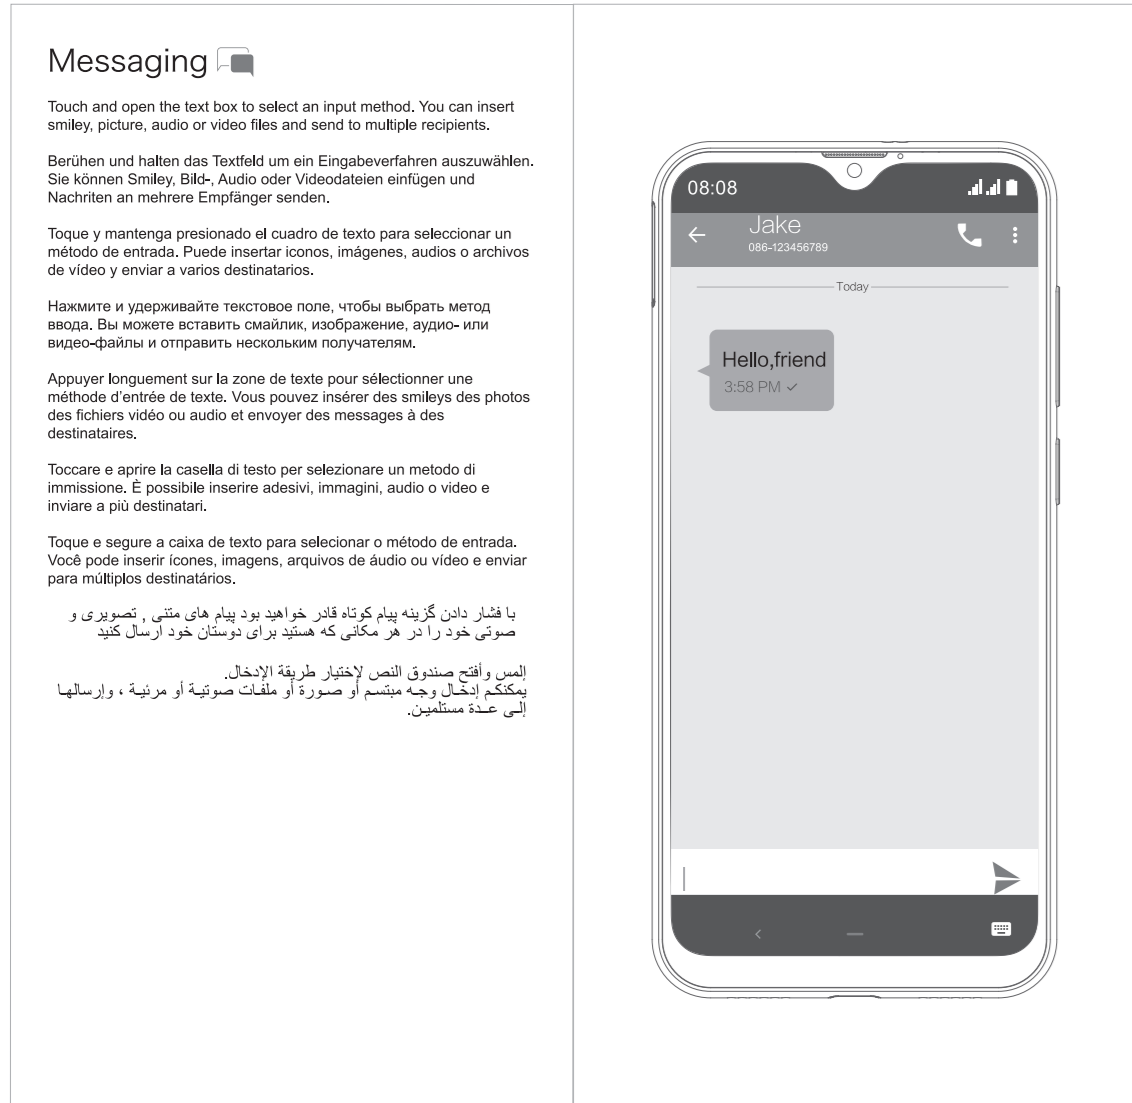 Messaging
Touch and open the text box to select an input method. You can insert
smiley, picture, audio or video files and send to multiple recipients.
Berühen und halten das Textfeld um ein Eingabeverfahren auszuwählen.
Sie können Smiley, Bild-, Audio oder Videodateien einfügen und
Nachriten an mehrere Empfänger senden.
Toque y mantenga presionado el cuadro de texto para seleccionar un
método de entrada. Puede insertar iconos, imágenes, audios o archivos
de vídeo y enviar a varios destinatarios.
Нажмите и удерживайте текстовое поле, чтобы выбрать метод
ввода. Вы можете вставить смайлик, изображение, аудио- или
видео-файлы и отправить нескольким получателям.
Appuyer longuement sur la zone de texte pour sélectionner une
méthode d'entrée de texte. Vous pouvez insérer des smileys des photos
des fichiers vidéo ou audio et envoyer des messages à des
destinataires.
Toccare e aprire la casella di testo per selezionare un metodo di
immissione. È possibile inserire adesivi, immagini, audio o video e
inviare a più destinatari.
Toque e segure a caixa de texto para selecionar o método de entrada.
Você pode inserir ícones, imagens, arquivos de áudio ou vídeo e enviar
para múltiplos destinatários.
با فشار دادن گزینه پیام کوتاه قادر خواهید بود پیام های متنی , تصویری و
صوتی خود را در هر مکانی که هستید برای دوستان خود ارسال کنید
إلمس وأفتح صندوق النص لإختيار طريقة الإدخال.
يمكنكم إدخال وجه مبتسم أو صورة أو ملفات صوتية أو مرئية ، وإرسالها
إلى عدة مستلمين.
08:08
Jake
086-123456789
Today
Hello,friend
3:58 PM